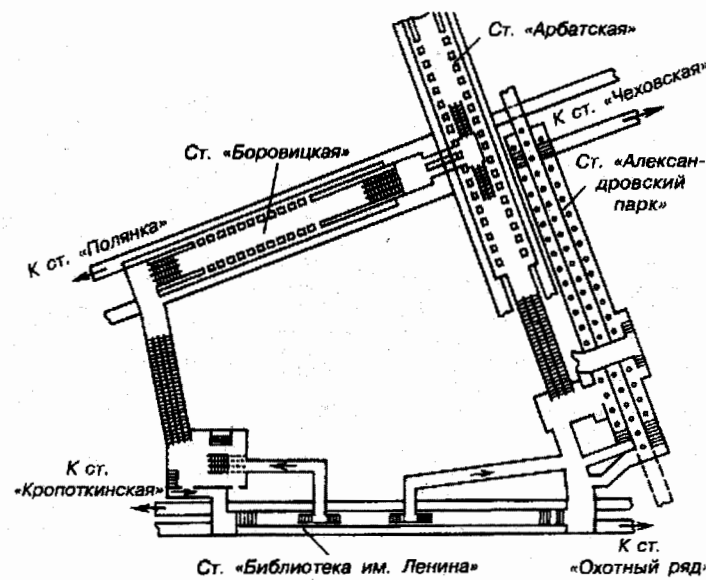 Ст. «Арбатская»
К ст. «Чеховская»
Ст. «Боровицкая»
Ст. «Алексан-
дровский
парк»
К ст. «Полянка»
К ст.
«Кропоткинская»
Ст. «Библиотека им. Ленина»
К ст.
«Охотный ряд»